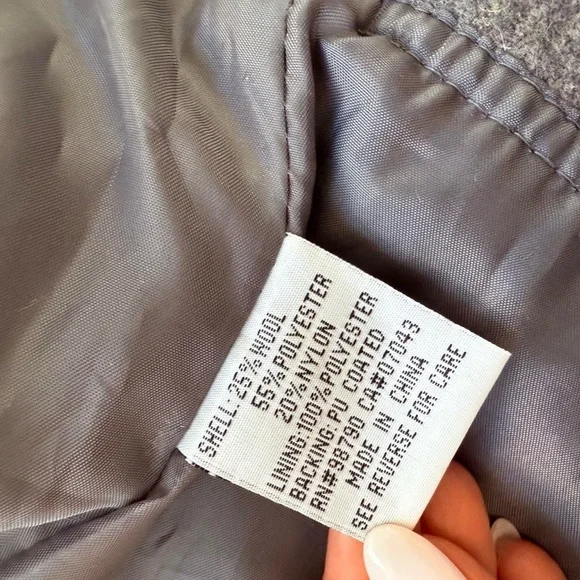 SHELL: 25% WOOL
55% POLYESTER
20% NYLON
LINING:100% POLYESTER
BACKING: PU COATED
RN#98790 CA#07043
MADE IN CHINA
SEE REVERSE FOR CARE